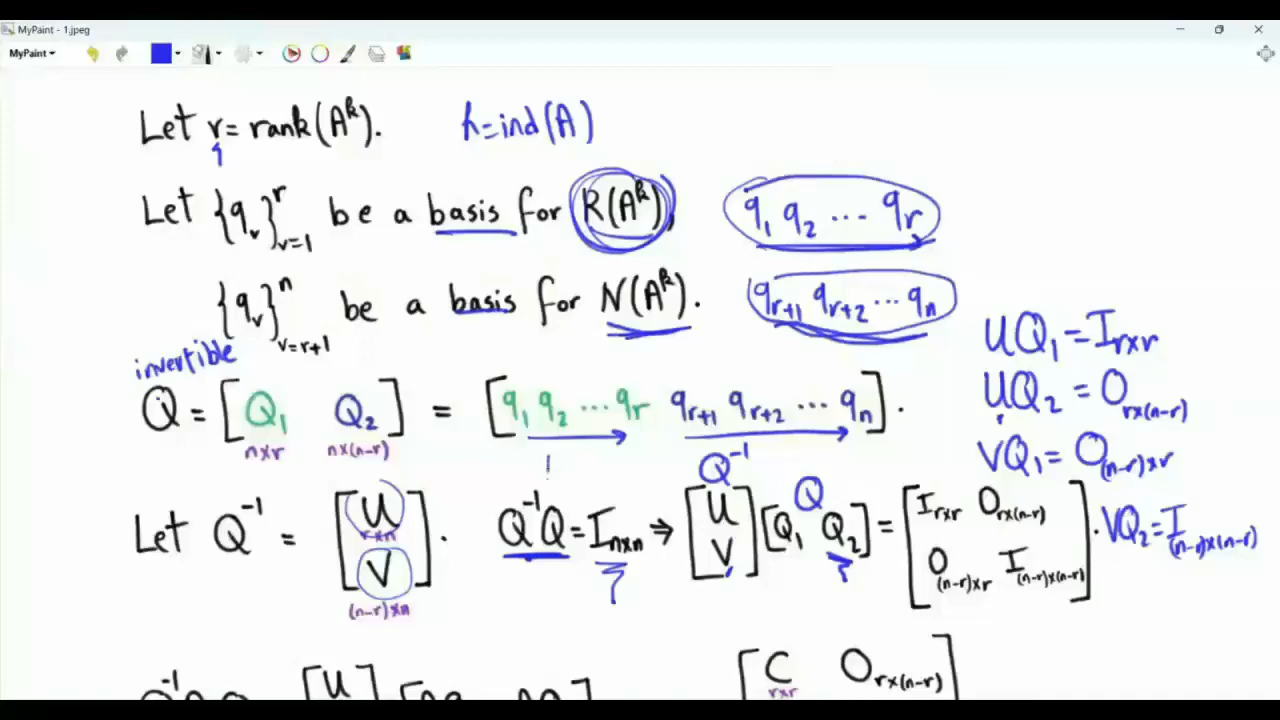 MyPaint - 1.jpeg
MyPaint
Let r = rank(A^k). k=ind(A)
Let {q_v}_{v=1}^r be a basis for R(A^k), q_1 q_2 ... q_r
{q_v}_{v=r+1}^n be a basis for N(A^k). q_{r+1} q_{r+2} ... q_n
invertible
Q = [Q_1 Q_2] = [q_1 q_2 ... q_r q_{r+1} q_{r+2} ... q_n].
n×r n×(n-r)
UQ_1 = I_{r×r}
UQ_2 = O_{r×(n-r)}
VQ_1 = O_{(n-r)×r}
Q^{-1} Q
Let Q^{-1} = [U V]. Q^{-1}Q = I_{n×n} ⇒ [U V] [Q_1 Q_2] = [I_{r×r} O_{r×(n-r)} O_{(n-r)×r} I_{(n-r)×(n-r)}]. VQ_2 = I_{(n-r)×(n-r)}
r×n
(n-r)×n
[U [C O_{r×(n-r)}]
r×r